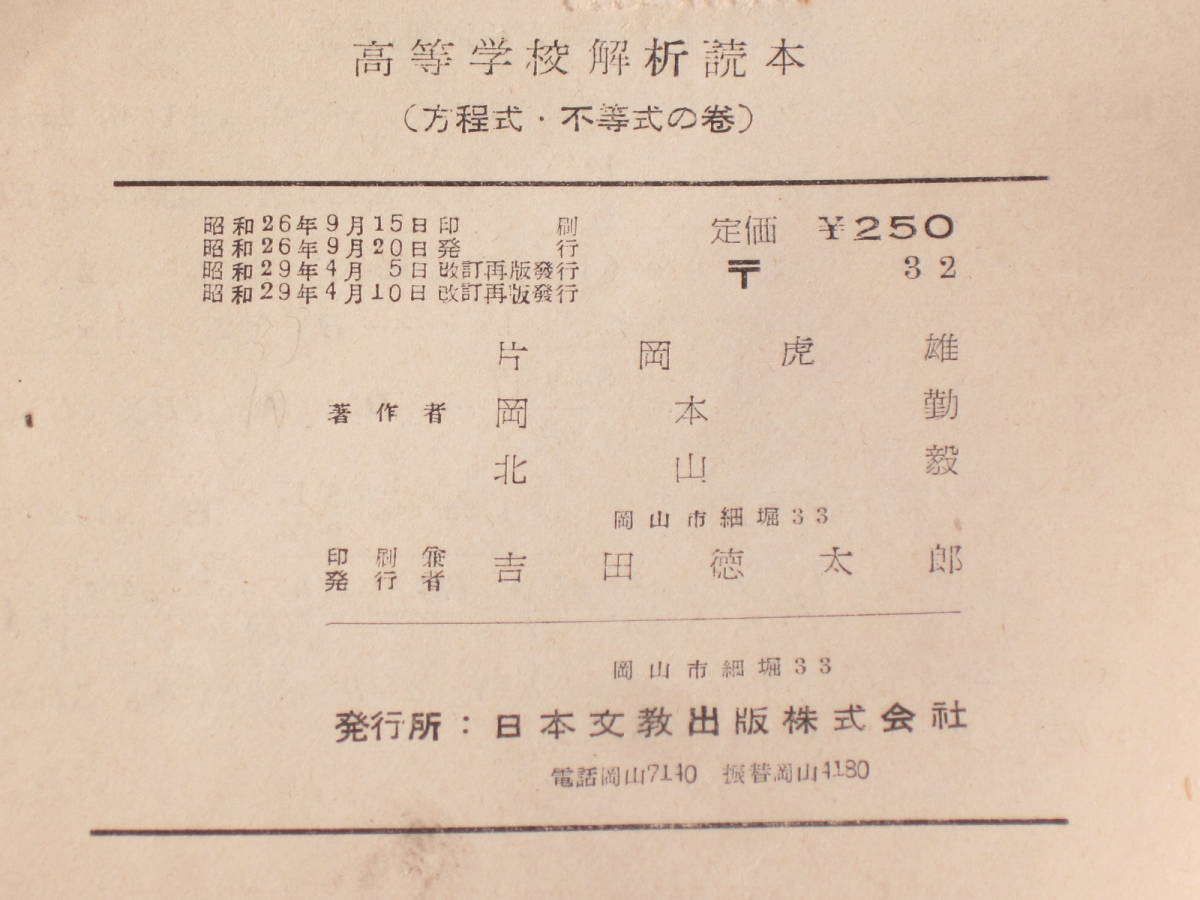 高等学校解析読本
(方程式・不等式の巻)
昭和26年9月15日印刷
昭和26年9月20日発行
昭和29年4月 5日改訂再版發行
昭和29年4月10日改訂再版發行
定価 ¥250
〒 32
片岡虎雄
著作者 岡本勤
北山毅
岡山市細堀33
印刷兼
発行者 吉田徳太郎
岡山市細堀33
発行所:日本文教出版株式会社
電話岡山7140 振替岡山4180